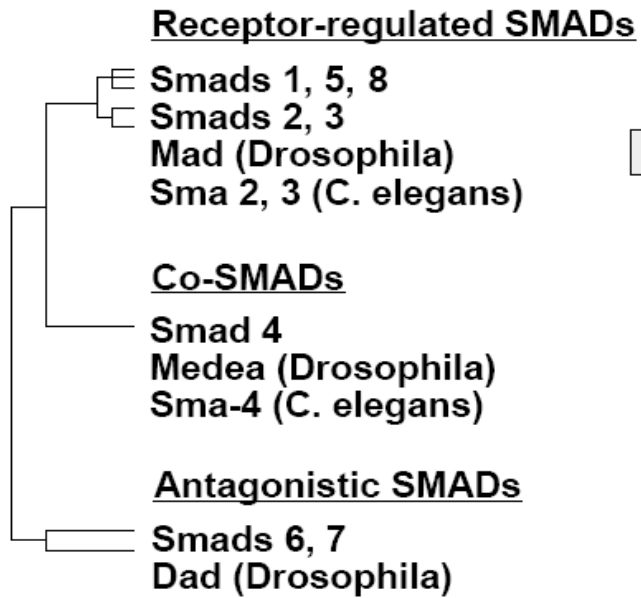 Receptor-regulated SMADs
Smads 1, 5, 8
Smads 2, 3
Mad (Drosophila)
Sma 2, 3 (C. elegans)
Co-SMADs
Smad 4
Medea (Drosophila)
Sma-4 (C. elegans)
Antagonistic SMADs
Smads 6, 7
Dad (Drosophila)